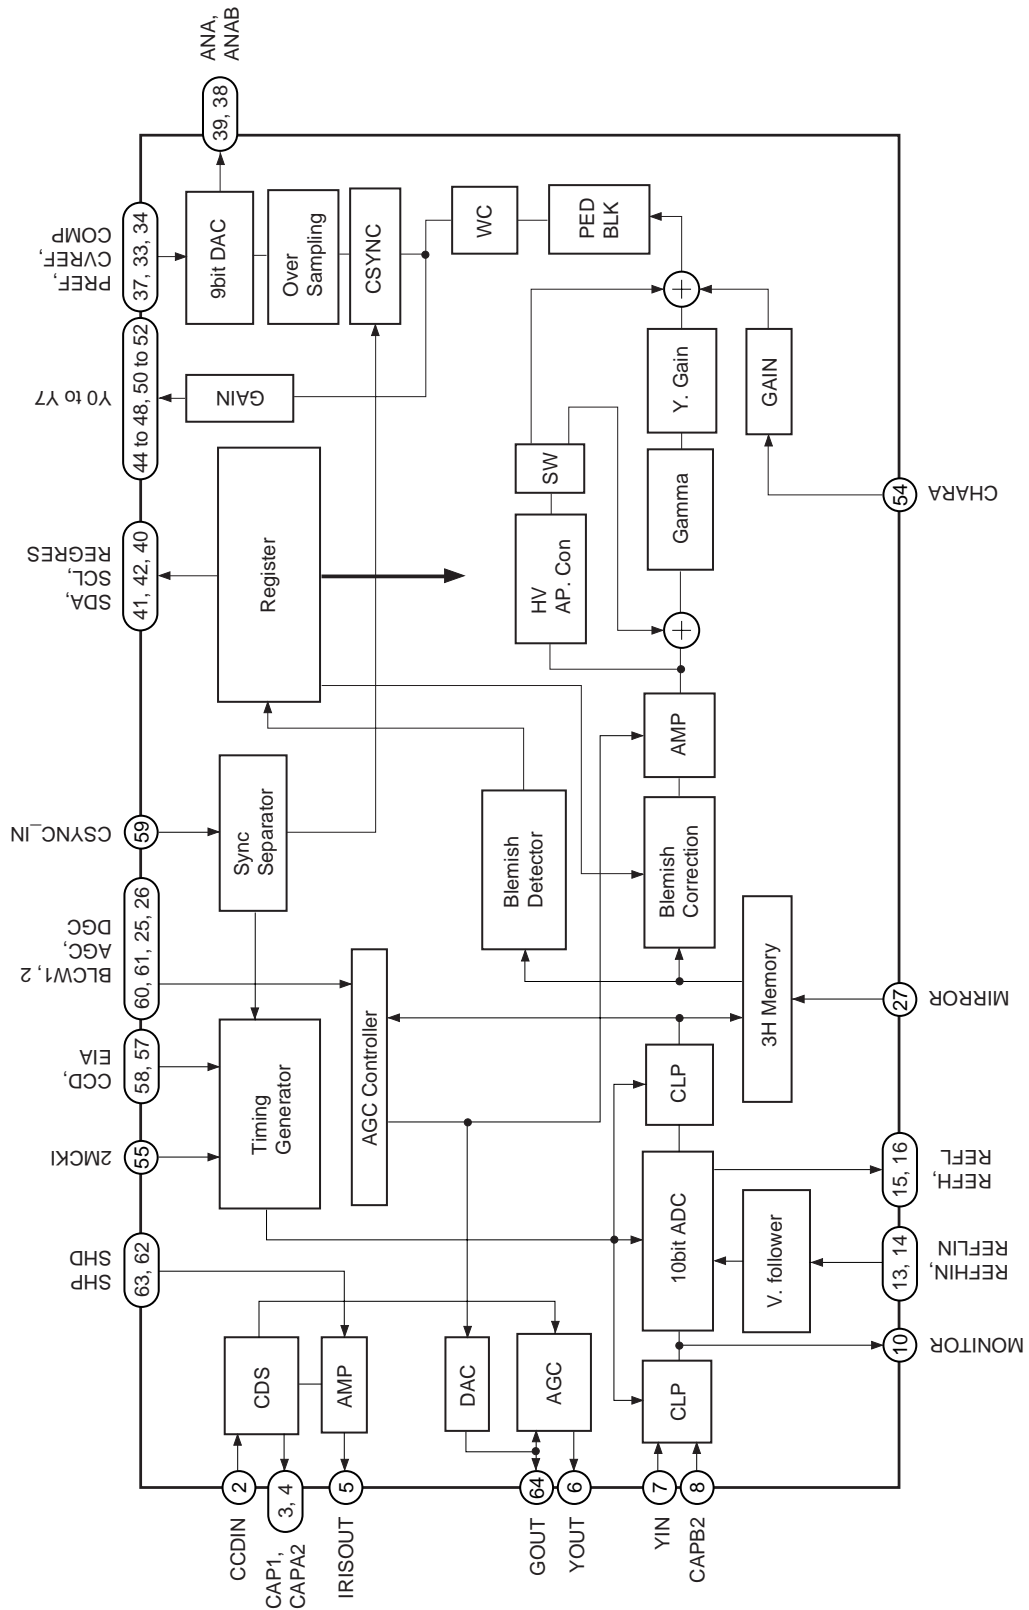 ANA,
ANAB
39, 38
PREF,
CVREF,
COMP
37, 33, 34
9bit DAC
Over
Sampling
CSYNC
WC
PED
BLK
Y0 to Y7
44 to 48, 50 to 52
GAIN
Y. Gain
GAIN
SDA,
SCL,
REGRES
41, 42, 40
Register
SW
HV
AP. Con
Gamma
54
CHARA
CSYNC_IN
59
Sync
Separator
Blemish
Detector
Blemish
Correction
AMP
BLCW1, 2
AGC,
DGC
60, 61, 25, 26
AGC Controller
3H Memory
27
MIRROR
CCD,
EIA
58, 57
2MCKI
55
Timing
Generator
CLP
10bit ADC
15, 16
REFH,
REFL
SHP
SHD
63, 62
V. follower
13, 14
REFHIN,
REFLIN
CDS
AMP
DAC
AGC
CLP
10
MONITOR
2
CCDIN
3, 4
CAP1,
CAPA2
5
IRISOUT
64
GOUT
6
YOUT
7
YIN
8
CAPB2